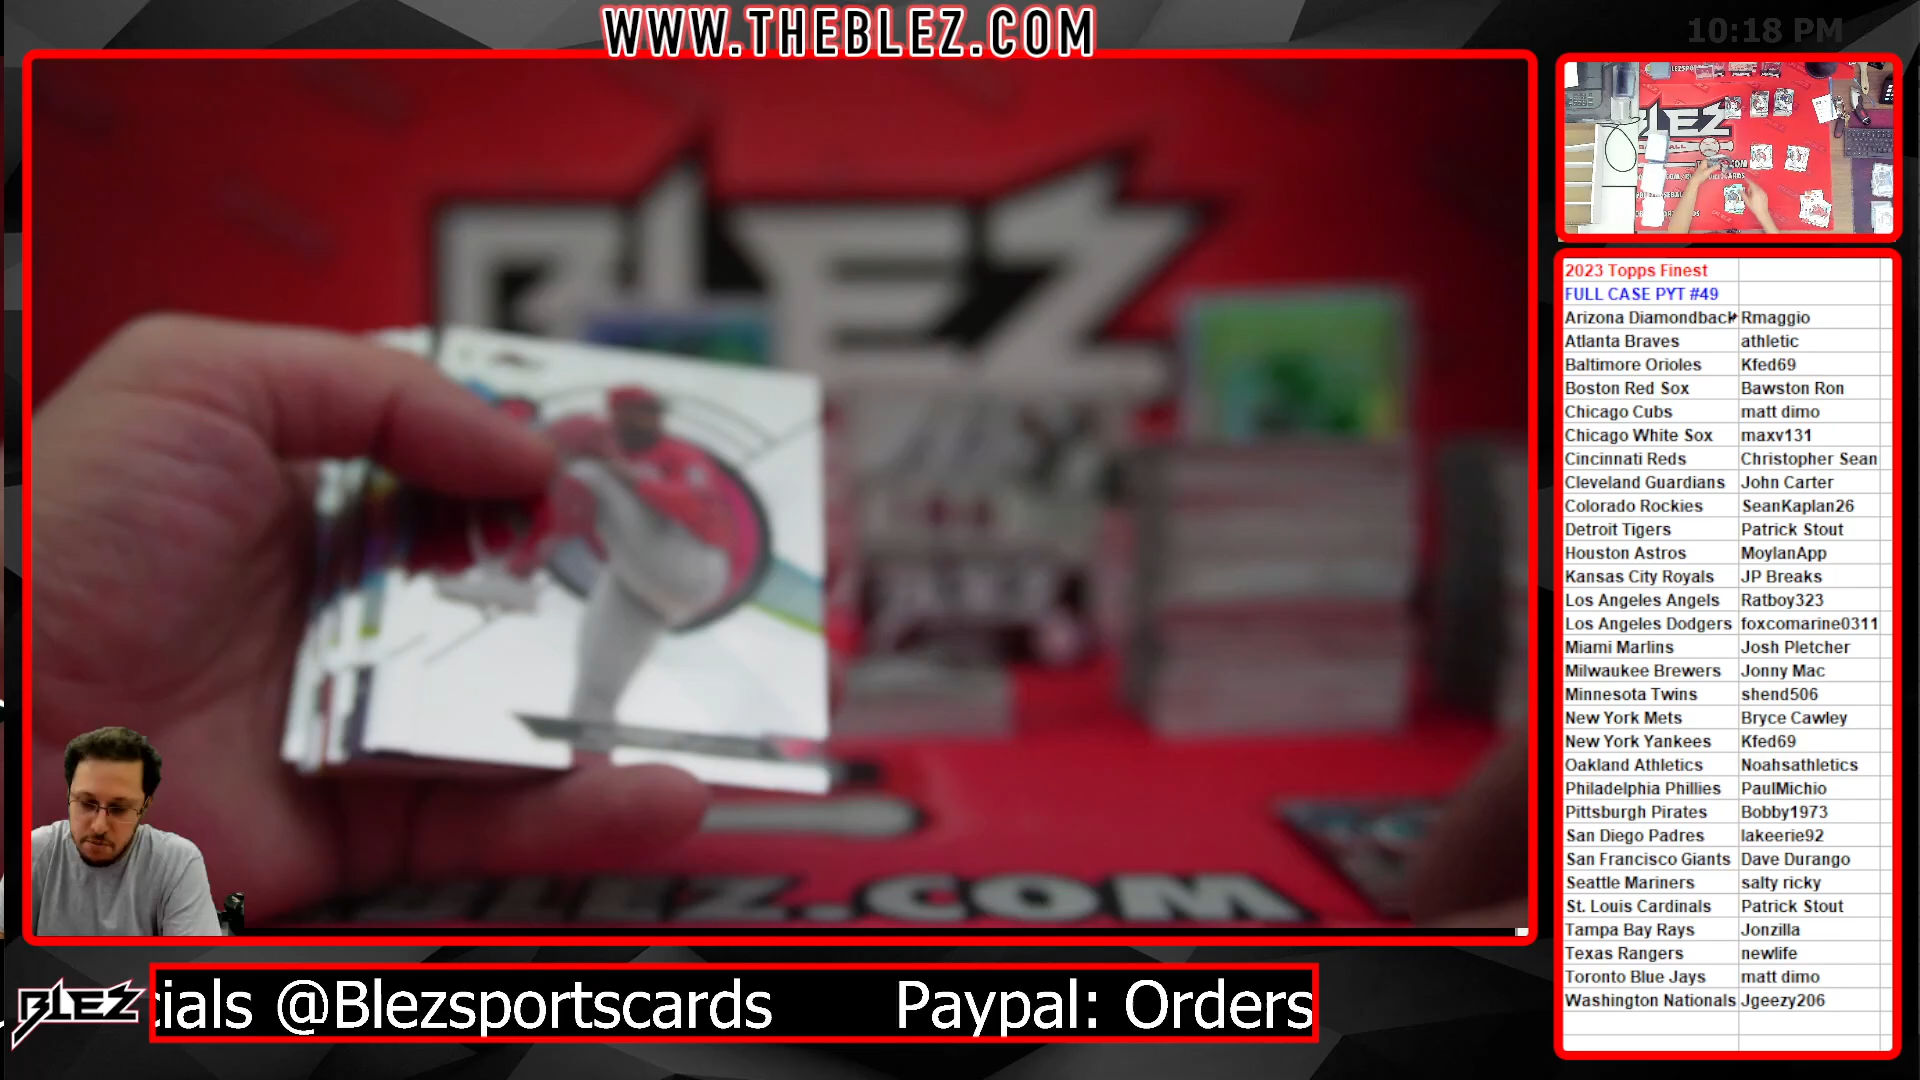 WWW.THEBLEZ.COM
10:18 PM
BLEZ
BLEZ.COM
2023 Topps Finest
FULL CASE PYT #49
Arizona Diamondback Rmaggio
Atlanta Braves athletic
Baltimore Orioles Kfed69
Boston Red Sox Bawston Ron
Chicago Cubs matt dimo
Chicago White Sox maxv131
Cincinnati Reds Christopher Sean
Cleveland Guardians John Carter
Colorado Rockies SeanKaplan26
Detroit Tigers Patrick Stout
Houston Astros MoylanApp
Kansas City Royals JP Breaks
Los Angeles Angels Ratboy323
Los Angeles Dodgers foxcomarine0311
Miami Marlins Josh Pletcher
Milwaukee Brewers Jonny Mac
Minnesota Twins shend506
New York Mets Bryce Cawley
New York Yankees Kfed69
Oakland Athletics Noahsathletics
Philadelphia Phillies PaulMichio
Pittsburgh Pirates Bobby1973
San Diego Padres lakeerie92
San Francisco Giants Dave Durango
Seattle Mariners salty ricky
St. Louis Cardinals Patrick Stout
Tampa Bay Rays Jonzilla
Texas Rangers newlife
Toronto Blue Jays matt dimo
Washington Nationals Jgeezy206
BLEZ
cials @Blezsportscards Paypal: Orders